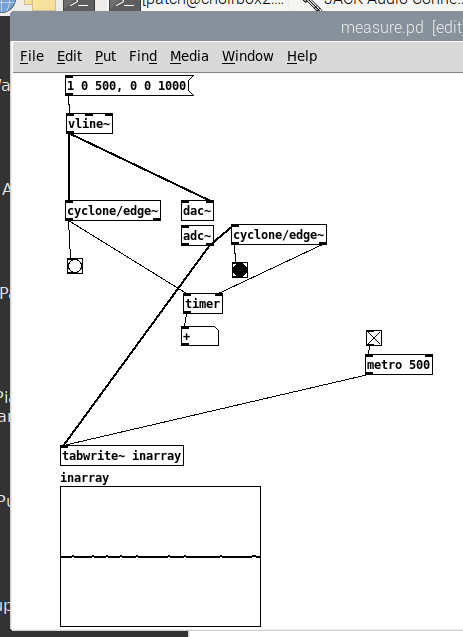 [patch@choirbox2:...
JACK Audio Conne...
measure.pd [edit]
File Edit Put Find Media Window Help
1 0 500, 0 0 1000
vline~
cyclone/edge~
dac~
adc~
cyclone/edge~
timer
+
metro 500
tabwrite~ inarray
inarray